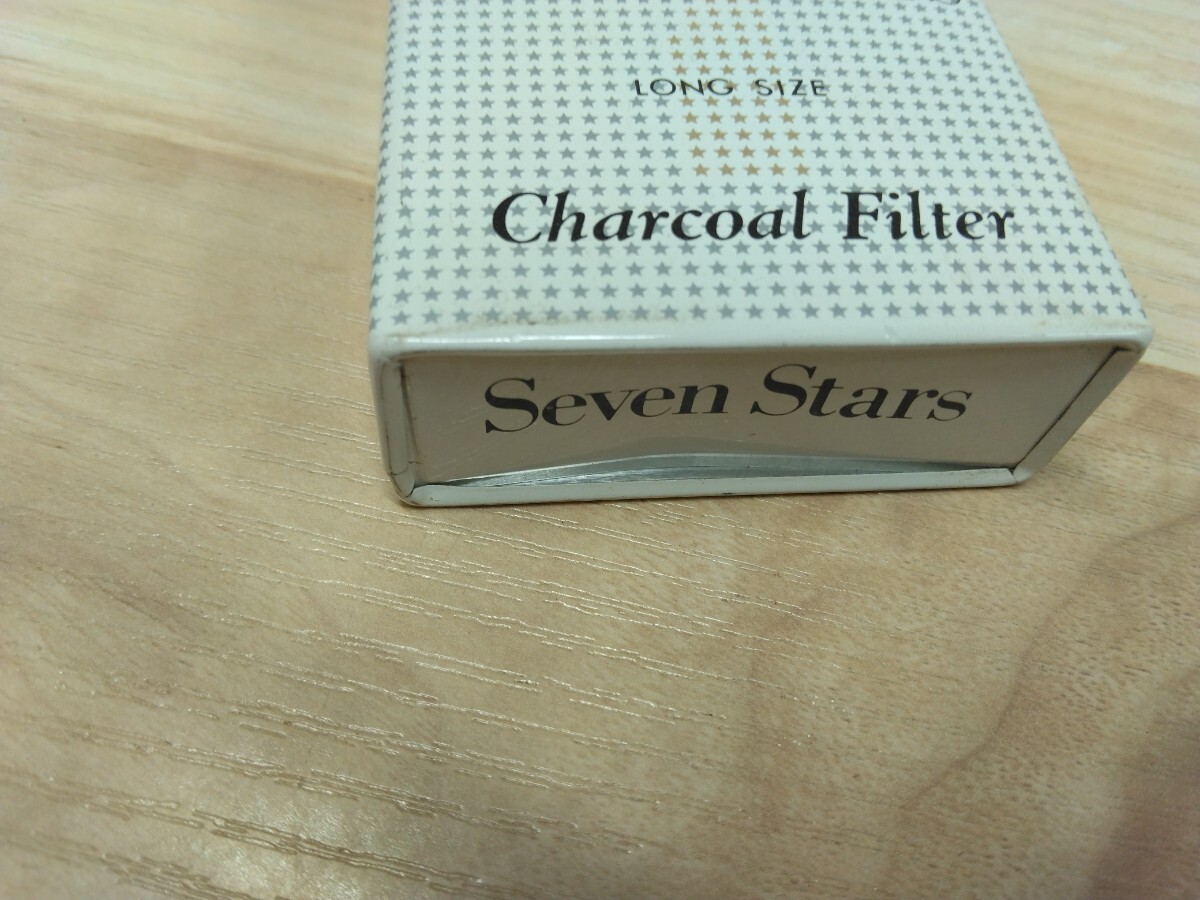 LONG SIZE
Charcoal Filter
Seven Stars